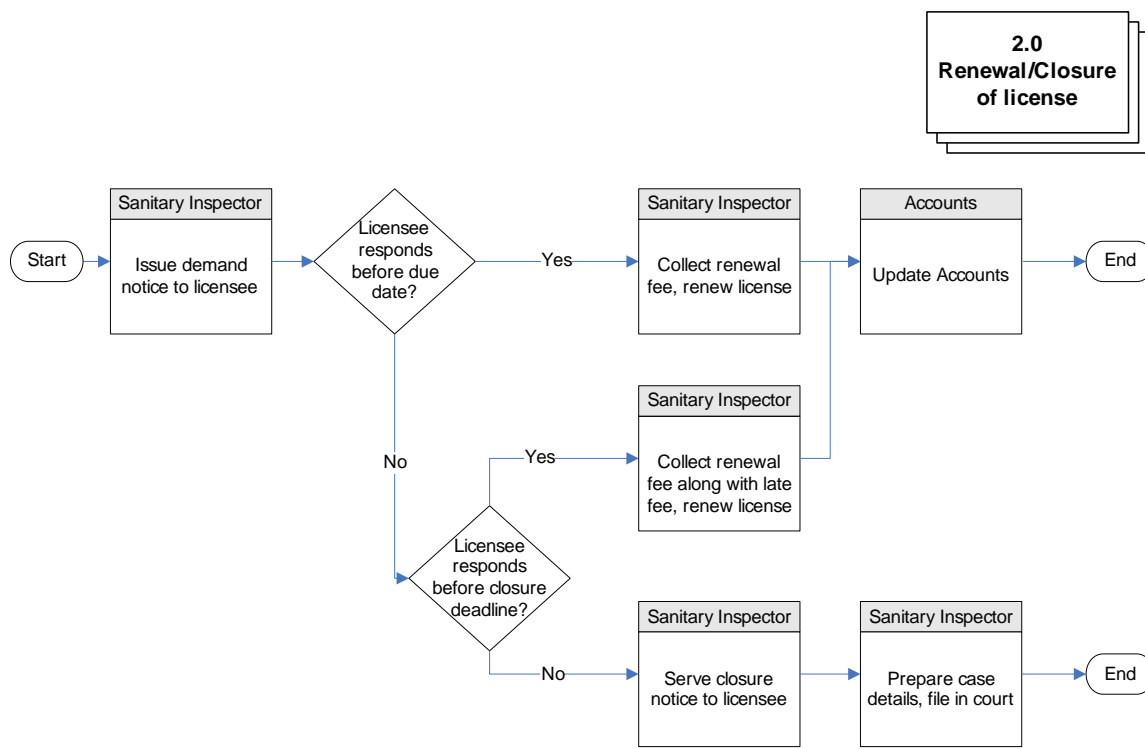 2.0
Renewal/Closure
of license
Sanitary Inspector
Licensee
responds
before due
date?
Sanitary Inspector
Accounts
Start
Issue demand
notice to licensee
Yes
Collect renewal
fee, renew license
Update Accounts
End
Sanitary Inspector
No
Yes
Collect renewal
fee along with late
fee, renew license
Licensee
responds
before closure
deadline?
Sanitary Inspector
Sanitary Inspector
No
Serve closure
notice to licensee
Prepare case
details, file in court
End